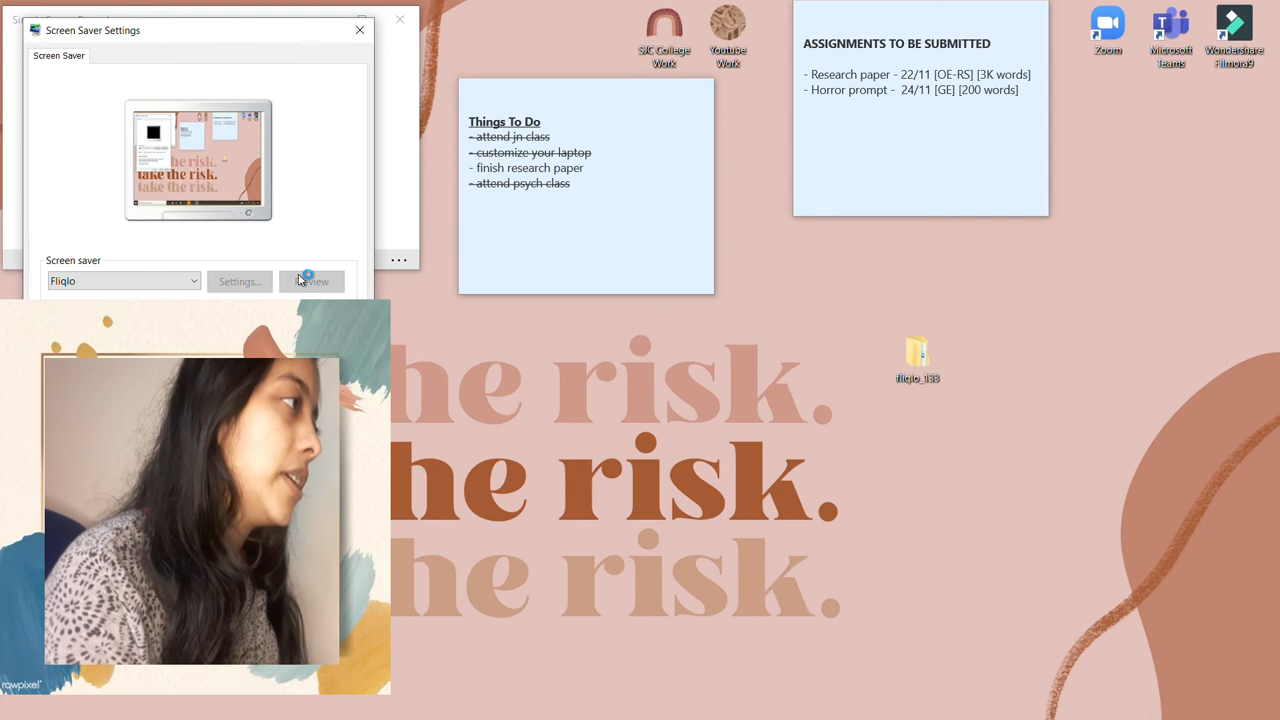 Screen Saver Settings
Screen Saver
take the risk.
take the risk.
Screen saver
Fliqlo
Settings...
Things To Do
- attend jn class
- customize your laptop
- finish research paper
- attend psych class
SJC College
Work
Youtube
Work
ASSIGNMENTS TO BE SUBMITTED
- Research paper - 22/11 [OE-RS] [3K words]
- Horror prompt - 24/11 [GE] [200 words]
Zoom
Microsoft
Teams
Wondershare
Filmora9
fliqlo_133
he risk.
he risk.
he risk.
rawpixel